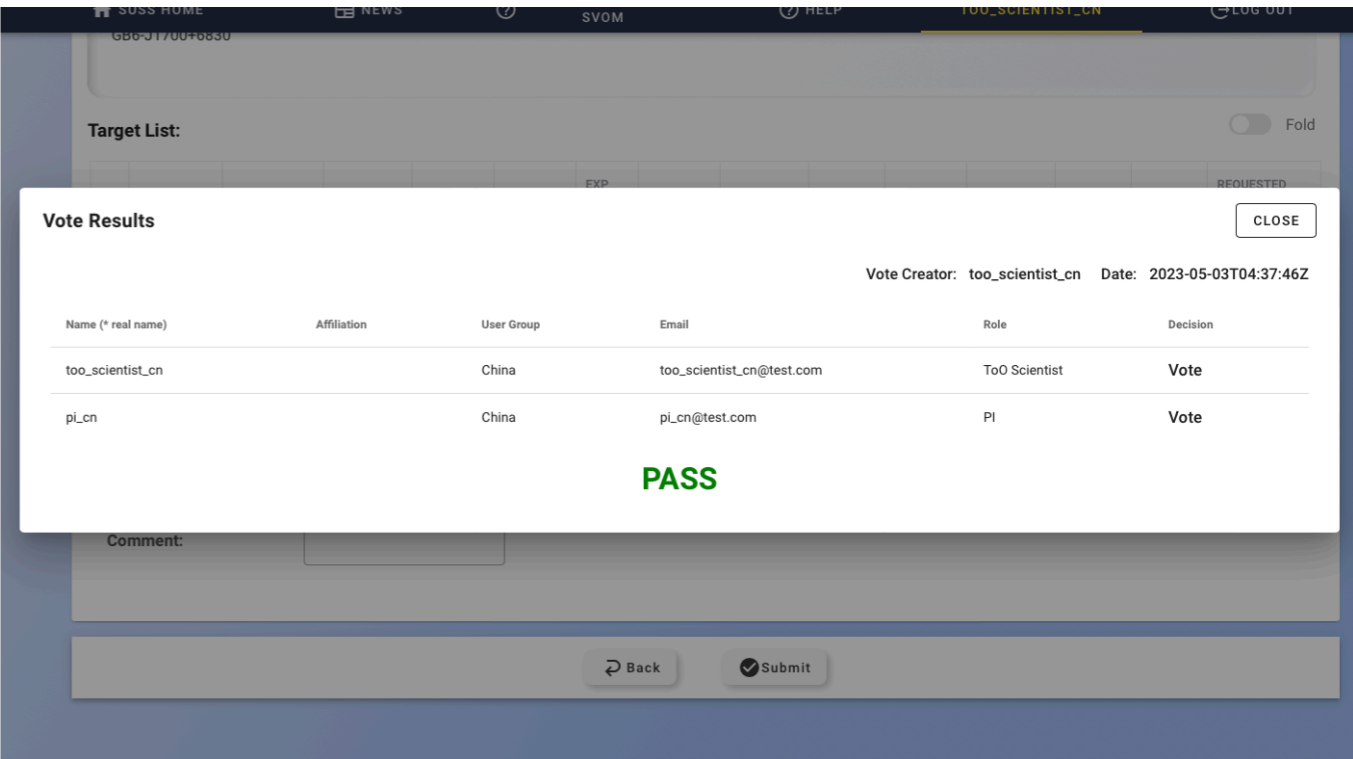 SUSS HOME NEWS SVOM HELP TOO_SCIENTIST_CN LOG OUT
GB6-J1700+6830
Target List: Fold
EXP REQUESTED
Vote Results CLOSE
Vote Creator: too_scientist_cn Date: 2023-05-03T04:37:46Z
Name (* real name) Affiliation User Group Email Role Decision
too_scientist_cn China too_scientist_cn@test.com ToO Scientist Vote
pi_cn China pi_cn@test.com PI Vote
PASS
Comment:
Back Submit